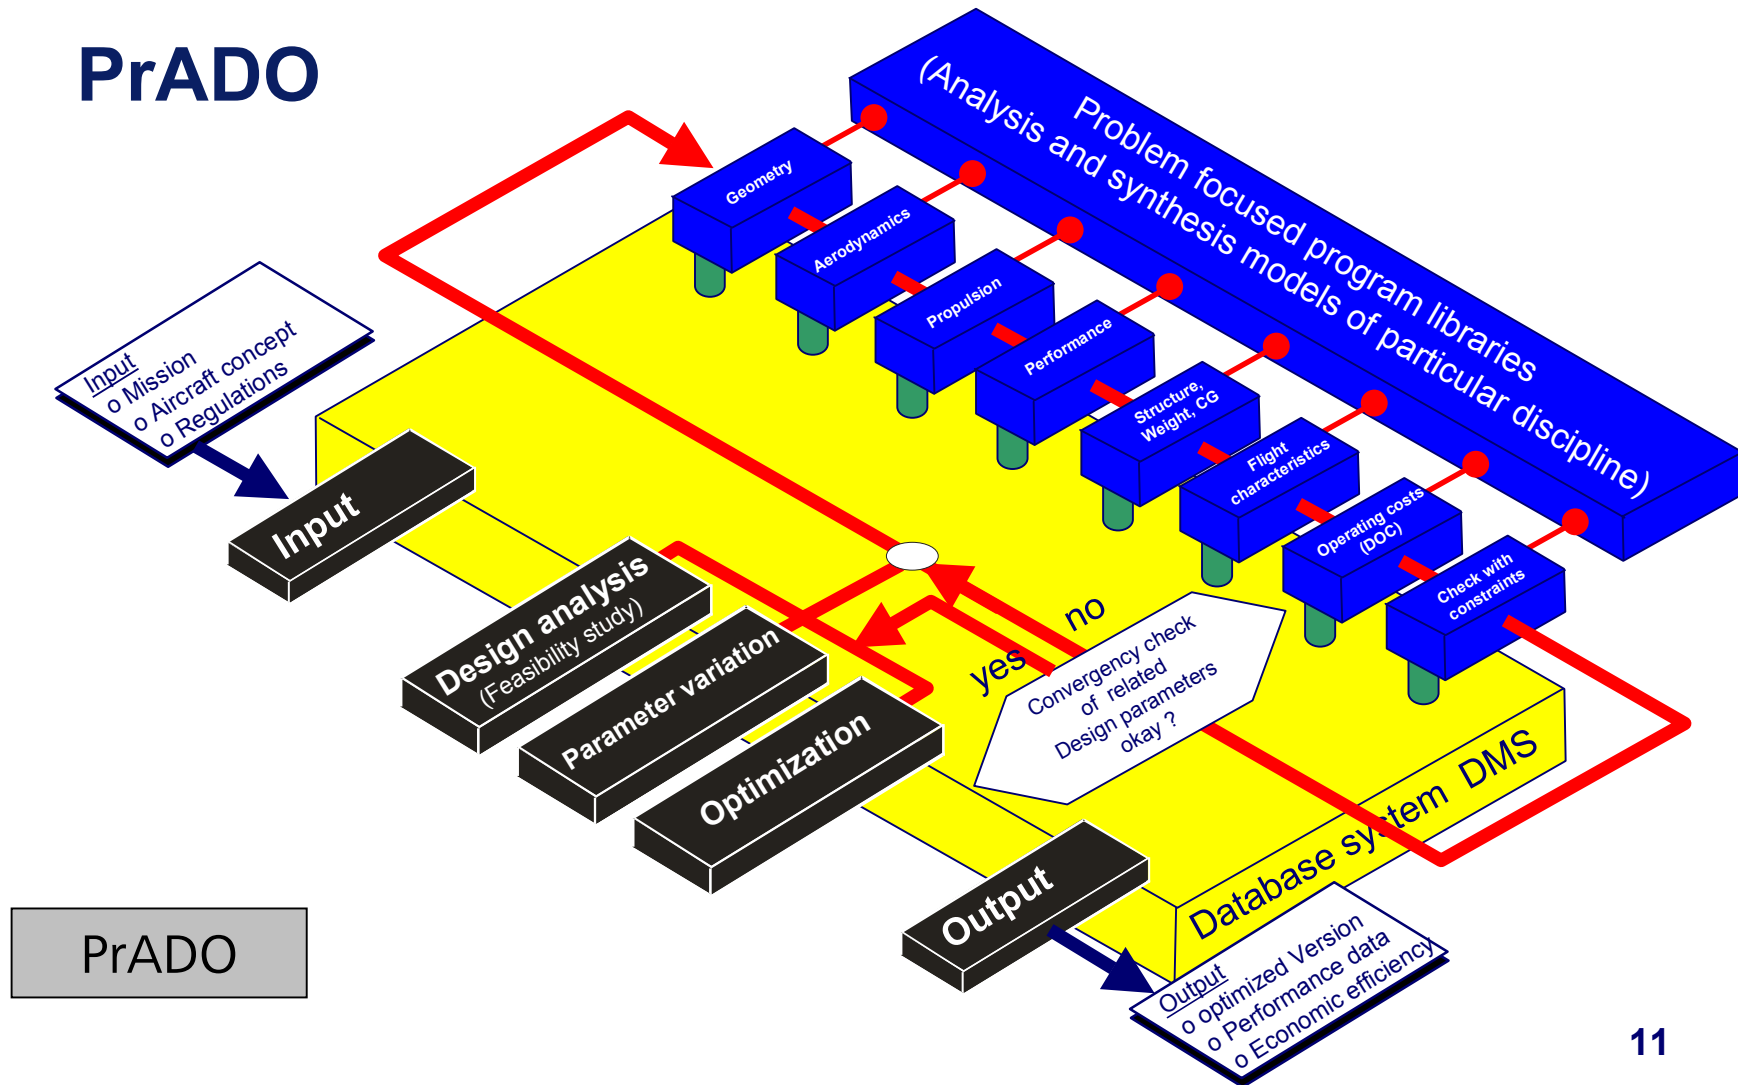 PrADO
Problem focused program libraries
(Analysis and synthesis models of particular discipline)
Geometry
Aerodynamics
Propulsion
Performance
Structure,
Weight, CG
Flight
characteristics
Operating costs
(DOC)
Check with
constraints
Input
o Mission
o Aircraft concept
o Regulations
Input
Design analysis
(Feasibility study)
Parameter variation
Optimization
Output
no
yes
Convergency check
of related
Design parameters
okay ?
Database system DMS
Output
o optimized Version
o Performance data
o Economic efficiency
PrADO
11